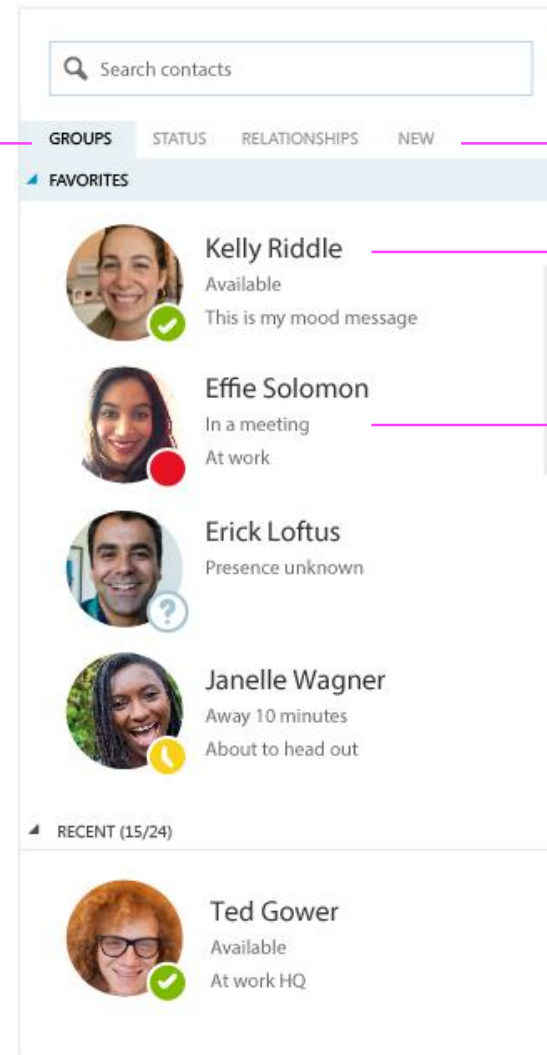 Search contacts
GROUPS STATUS RELATIONSHIPS NEW
FAVORITES
Kelly Riddle
Available
This is my mood message
Effie Solomon
In a meeting
At work
Erick Loftus
Presence unknown
?
Janelle Wagner
Away 10 minutes
About to head out
RECENT (15/24)
Ted Gower
Available
At work HQ